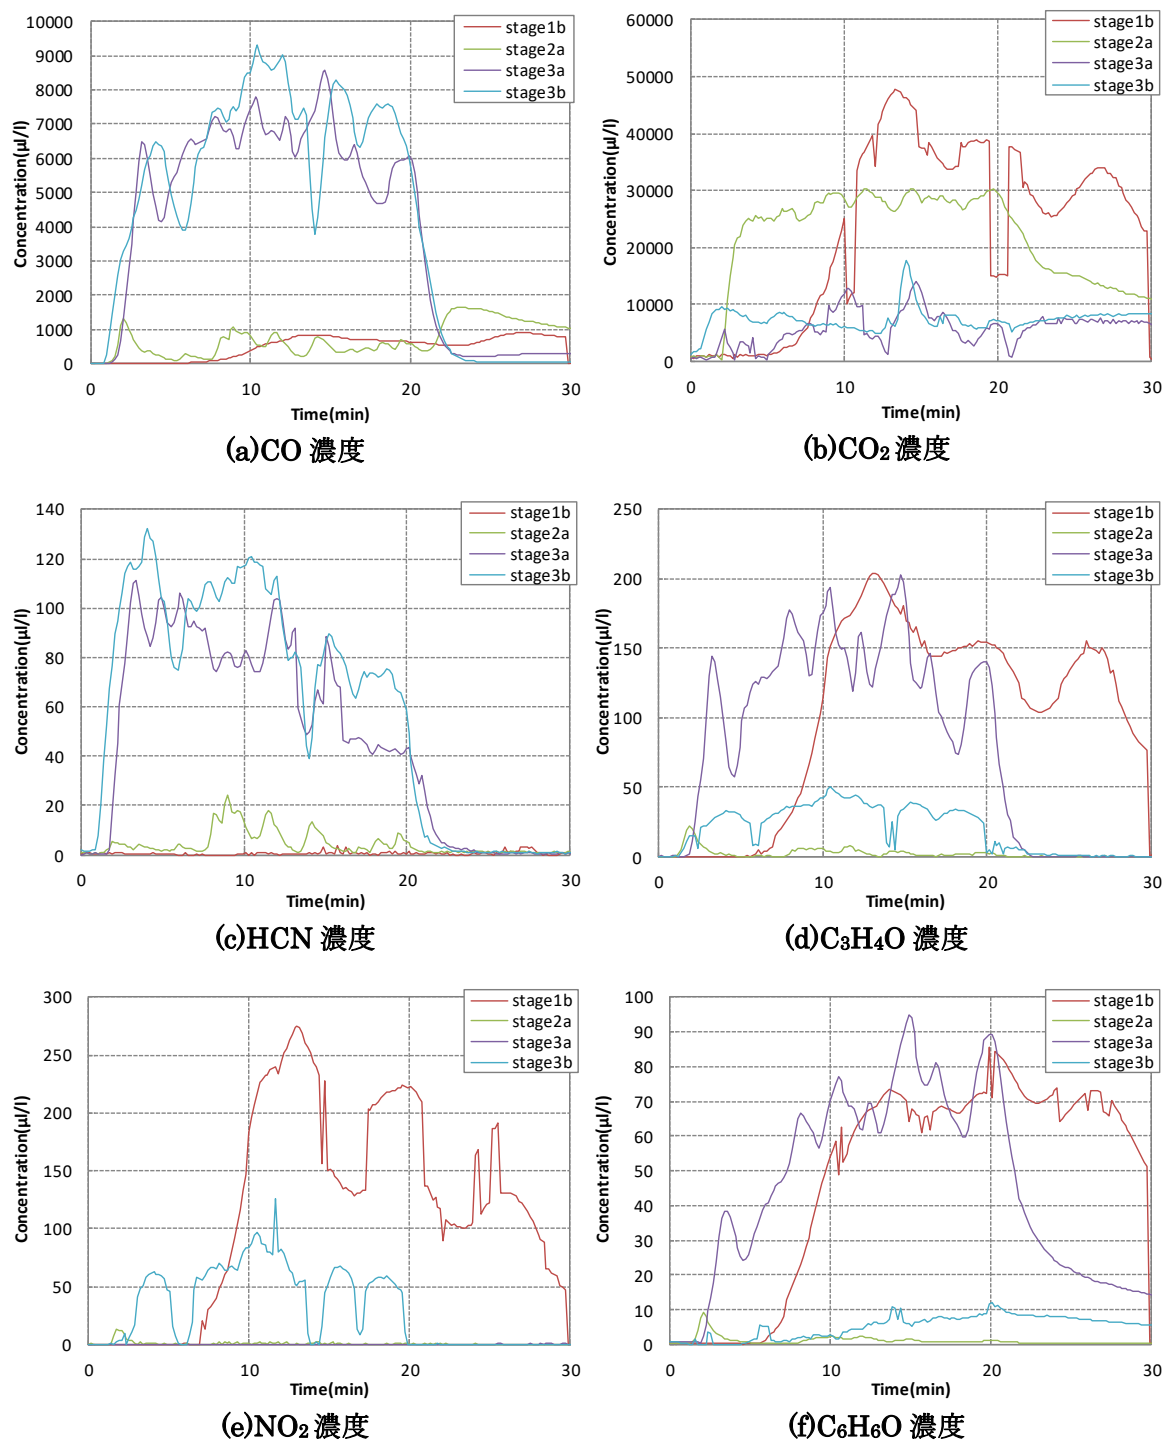 10000
9000
8000
7000
6000
5000
4000
3000
2000
1000
0
Concentration(μl/l)
stage1b
stage2a
stage3a
stage3b
0 10 20 30
Time(min)
(a)CO 濃度
60000
50000
40000
30000
20000
10000
0
Concentration(μl/l)
stage1b
stage2a
stage3a
stage3b
0 10 20 30
Time(min)
(b)CO₂ 濃度
140
120
100
80
60
40
20
0
Concentration(μl/l)
stage1b
stage2a
stage3a
stage3b
0 10 20 30
Time(min)
(c)HCN 濃度
250
200
150
100
50
0
Concentration(μl/l)
stage1b
stage2a
stage3a
stage3b
0 10 20 30
Time(min)
(d)C₃H₄O 濃度
300
250
200
150
100
50
0
Concentration(μl/l)
stage1b
stage2a
stage3a
stage3b
0 10 20 30
Time(min)
(e)NO₂ 濃度
100
90
80
70
60
50
40
30
20
10
0
Concentration(μl/l)
stage1b
stage2a
stage3a
stage3b
0 10 20 30
Time(min)
(f)C₆H₆O 濃度